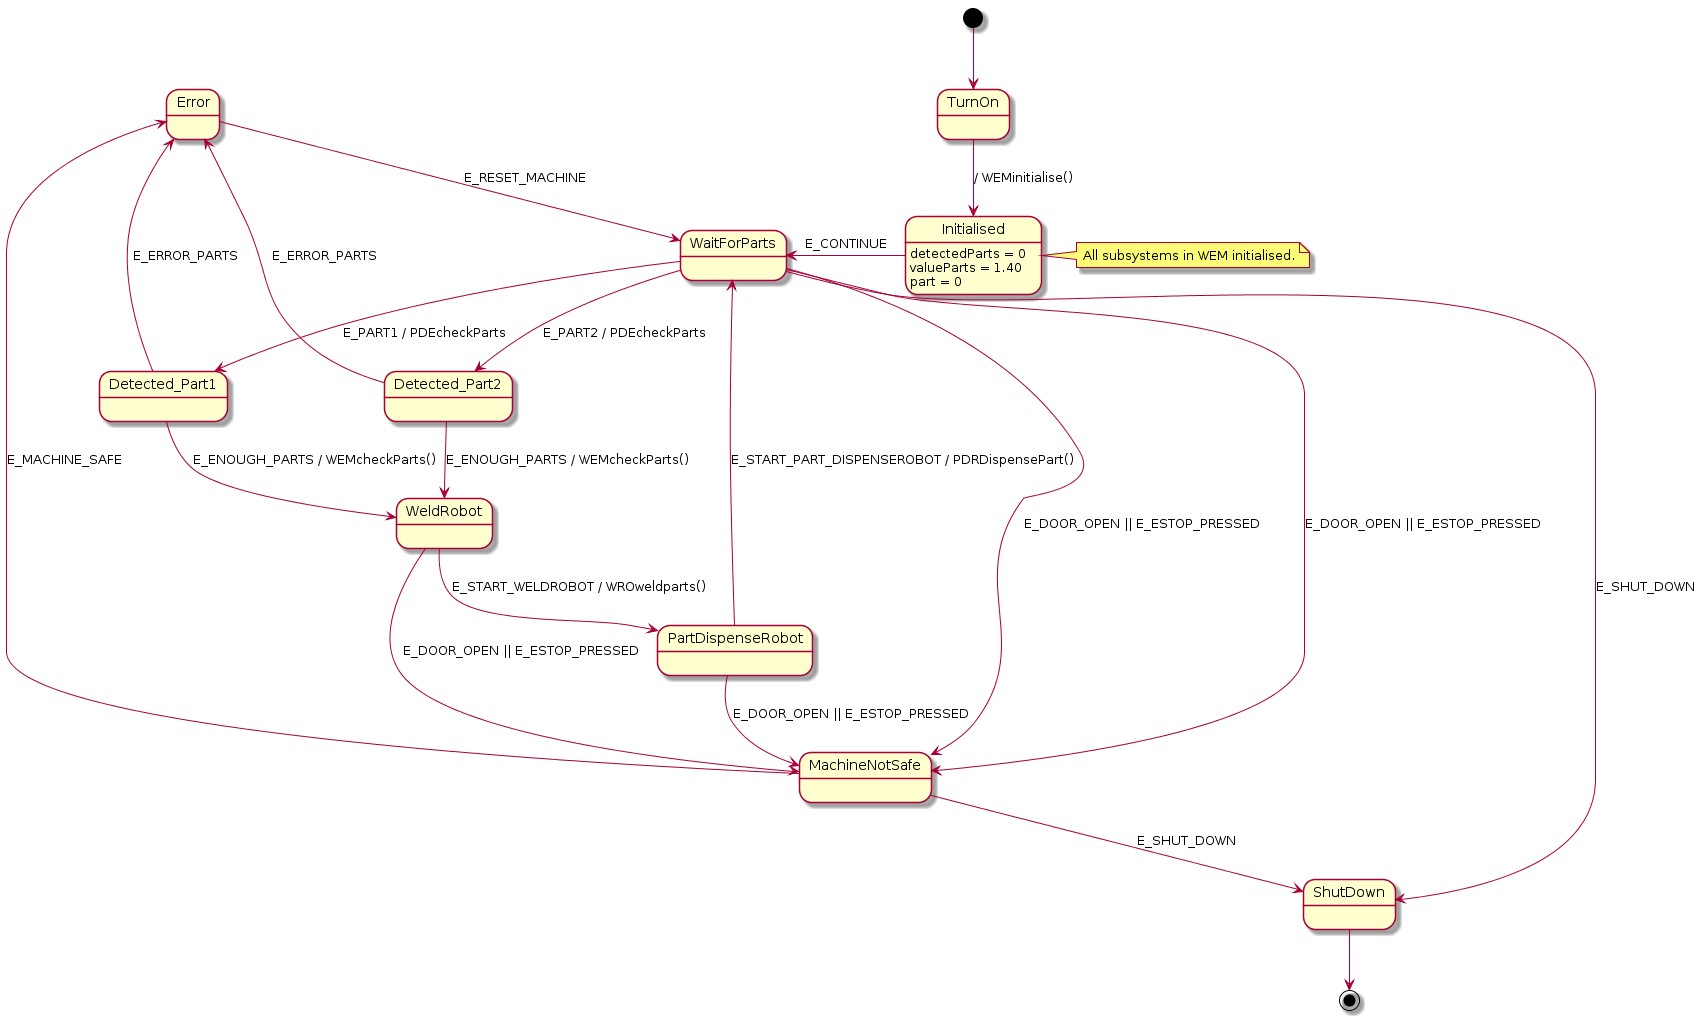 Error
TurnOn
E_RESET_MACHINE
/ WEMinitialise()
WaitForParts
E_CONTINUE
Initialised
detectedParts = 0
valueParts = 1.40
part = 0
All subsystems in WEM initialised.
E_ERROR_PARTS
E_ERROR_PARTS
E_PART1 / PDEcheckParts
E_PART2 / PDEcheckParts
Detected_Part1
Detected_Part2
E_MACHINE_SAFE
E_ENOUGH_PARTS / WEMcheckParts()
E_ENOUGH_PARTS / WEMcheckParts()
E_START_PART_DISPENSEROBOT / PDRDispensePart()
WeldRobot
E_DOOR_OPEN || E_ESTOP_PRESSED
E_DOOR_OPEN || E_ESTOP_PRESSED
E_START_WELDROBOT / WROweldparts()
E_SHUT_DOWN
PartDispenseRobot
E_DOOR_OPEN || E_ESTOP_PRESSED
E_DOOR_OPEN || E_ESTOP_PRESSED
MachineNotSafe
E_SHUT_DOWN
ShutDown